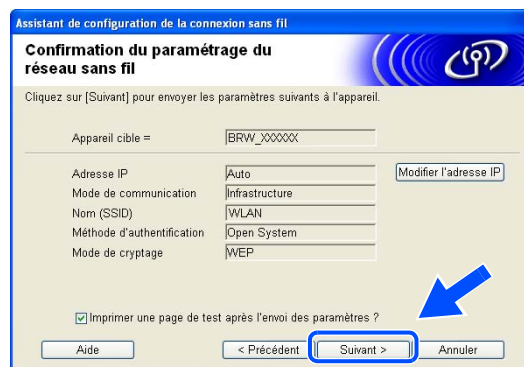 Assistant de configuration de la connexion sans fil
Confirmation du paramétrage du
réseau sans fil
Cliquez sur [Suivant] pour envoyer les paramètres suivants à l'appareil.
Appareil cible = BRW_XXXXXX
Adresse IP Auto Modifier l'adresse IP
Mode de communication Infrastructure
Nom (SSID) WLAN
Méthode d'authentification Open System
Mode de cryptage WEP
Imprimer une page de test après l'envoi des paramètres ?
Aide < Précédent Suivant > Annuler